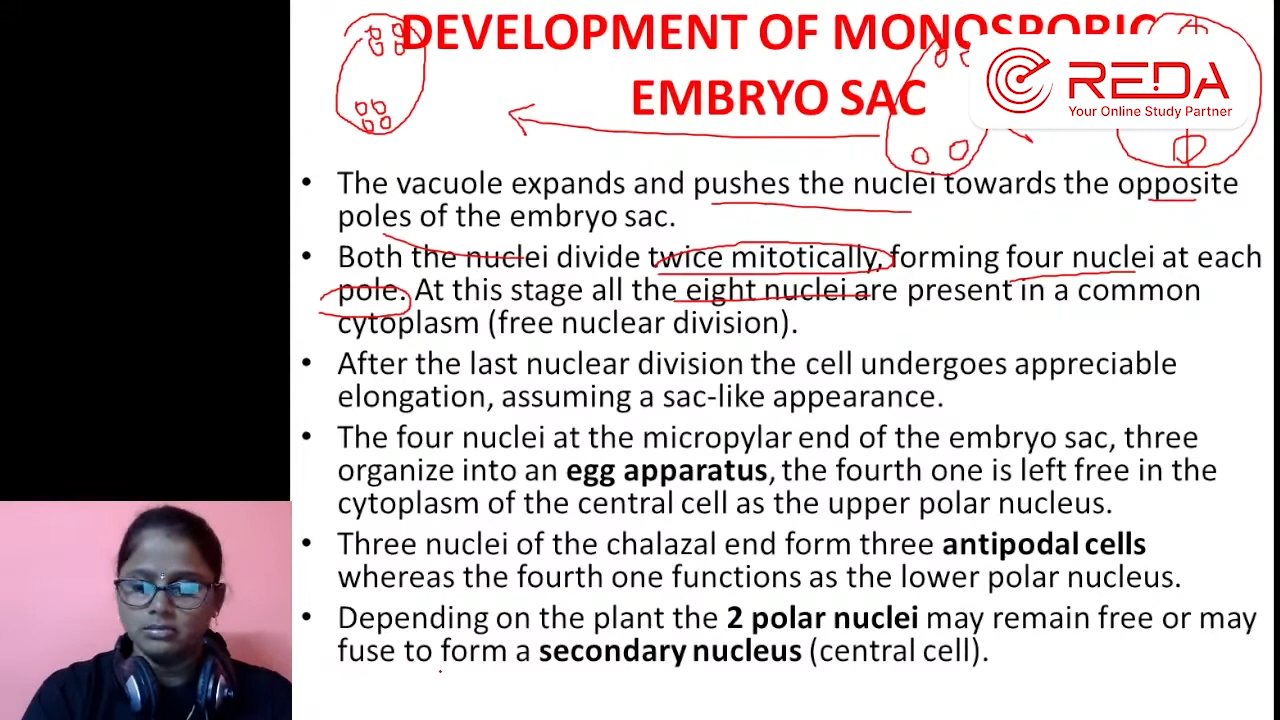 DEVELOPMENT OF MONOSPORIC
EMBRYO SAC
REDA
Your Online Study Partner
• The vacuole expands and pushes the nuclei towards the opposite
poles of the embryo sac.
• Both the nuclei divide twice mitotically, forming four nuclei at each
pole. At this stage all the eight nuclei are present in a common
cytoplasm (free nuclear division).
• After the last nuclear division the cell undergoes appreciable
elongation, assuming a sac-like appearance.
• The four nuclei at the micropylar end of the embryo sac, three
organize into an egg apparatus, the fourth one is left free in the
cytoplasm of the central cell as the upper polar nucleus.
• Three nuclei of the chalazal end form three antipodal cells
whereas the fourth one functions as the lower polar nucleus.
• Depending on the plant the 2 polar nuclei may remain free or may
fuse to form a secondary nucleus (central cell).